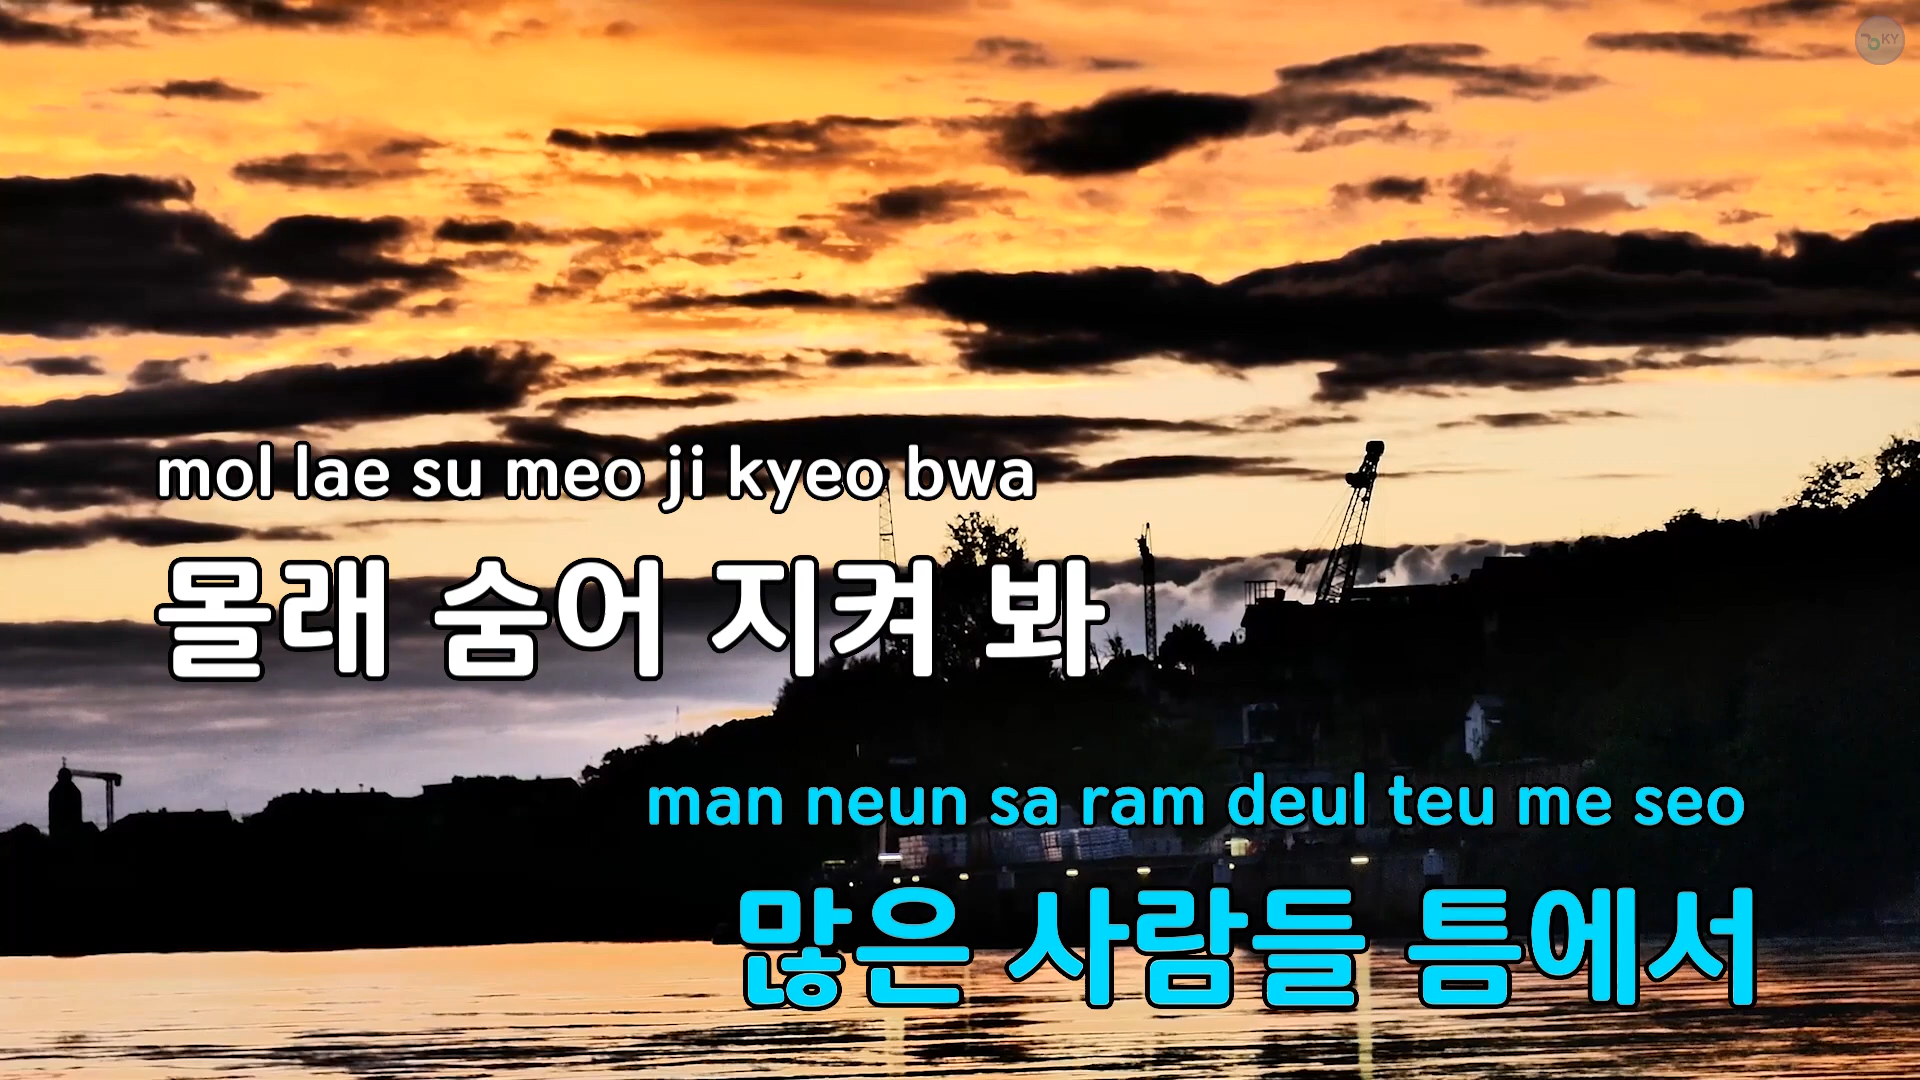 KY
mol lae su meo ji kyeo bwa
몰래 숨어 지켜 봐
man neun sa ram deul teu me seo
많은 사람들 틈에서